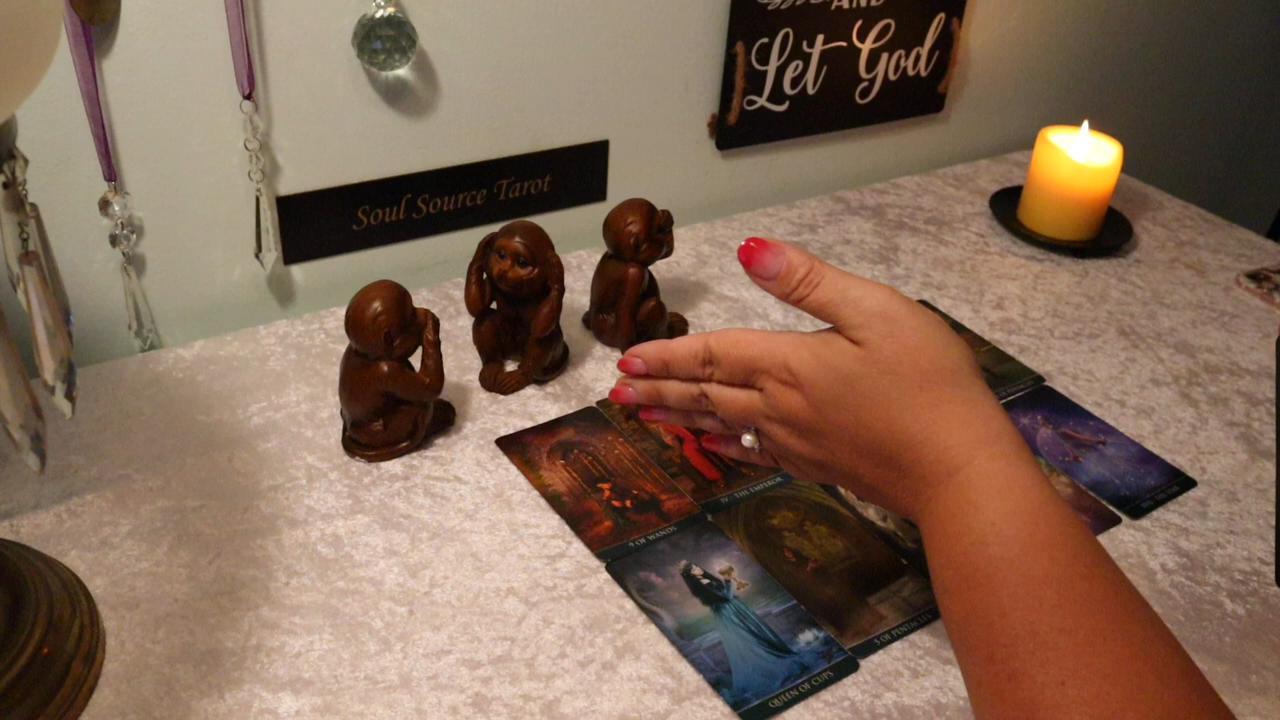 AND
Let God
Soul Source Tarot
IV · THE EMPEROR
9 OF WANDS
5 OF PENTACLES
QUEEN OF CUPS